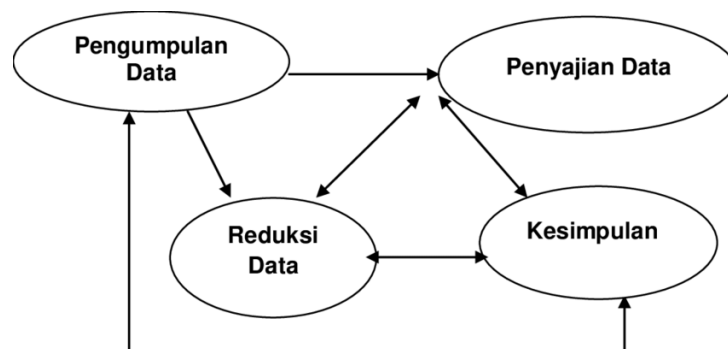 Pengumpulan
Data
Penyajian Data
Reduksi
Data
Kesimpulan